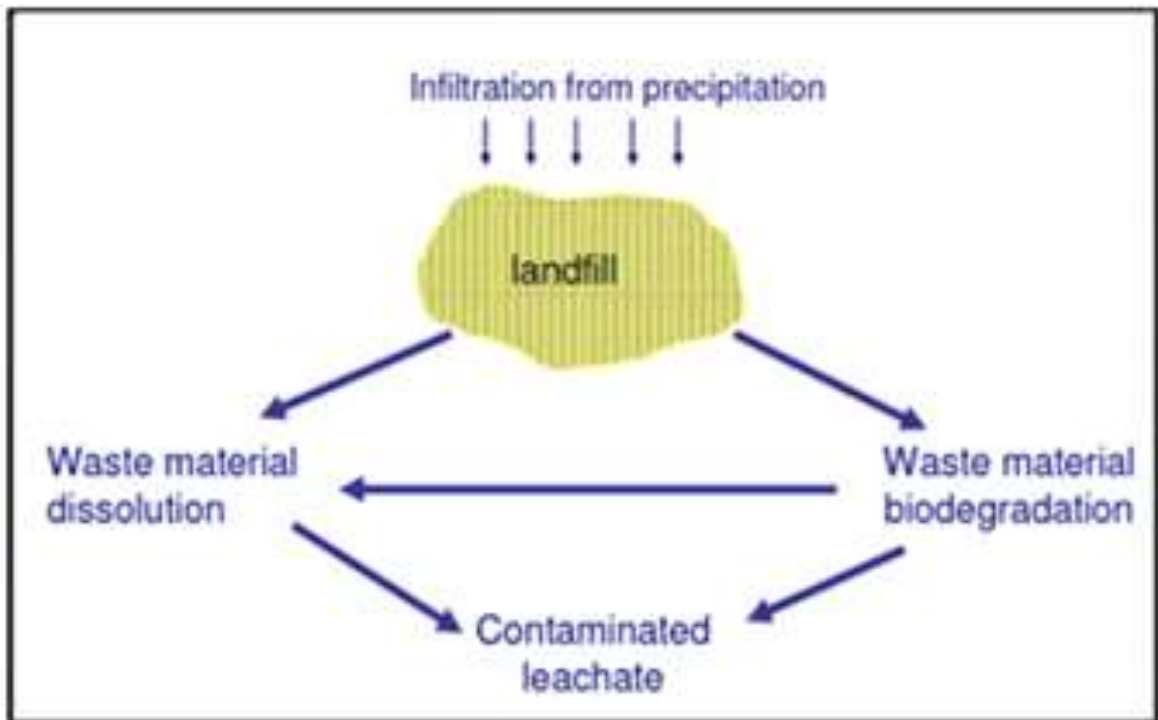 Infiltration from precipitation
landfill
Waste material
dissolution
Waste material
biodegradation
Contaminated
leachate